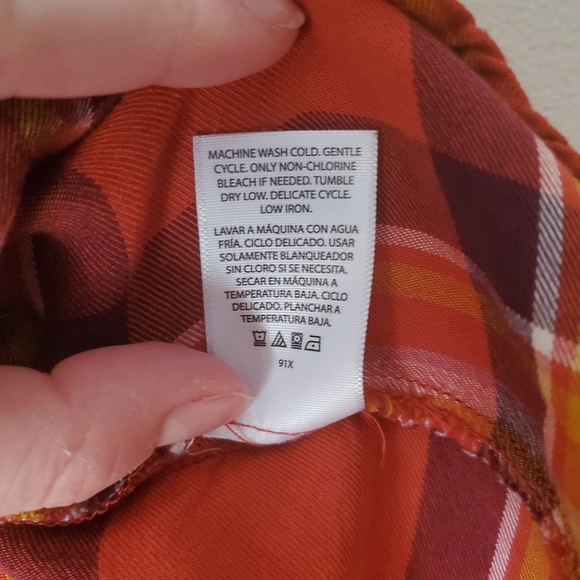 MACHINE WASH COLD. GENTLE
CYCLE. ONLY NON-CHLORINE
BLEACH IF NEEDED. TUMBLE
DRY LOW. DELICATE CYCLE.
LOW IRON.
LAVAR A MÁQUINA CON AGUA
FRÍA. CICLO DELICADO. USAR
SOLAMENTE BLANQUEADOR
SIN CLORO SI SE NECESITA.
SECAR EN MÁQUINA A
TEMPERATURA BAJA. CICLO
DELICADO. PLANCHAR A
TEMPERATURA BAJA.
91X